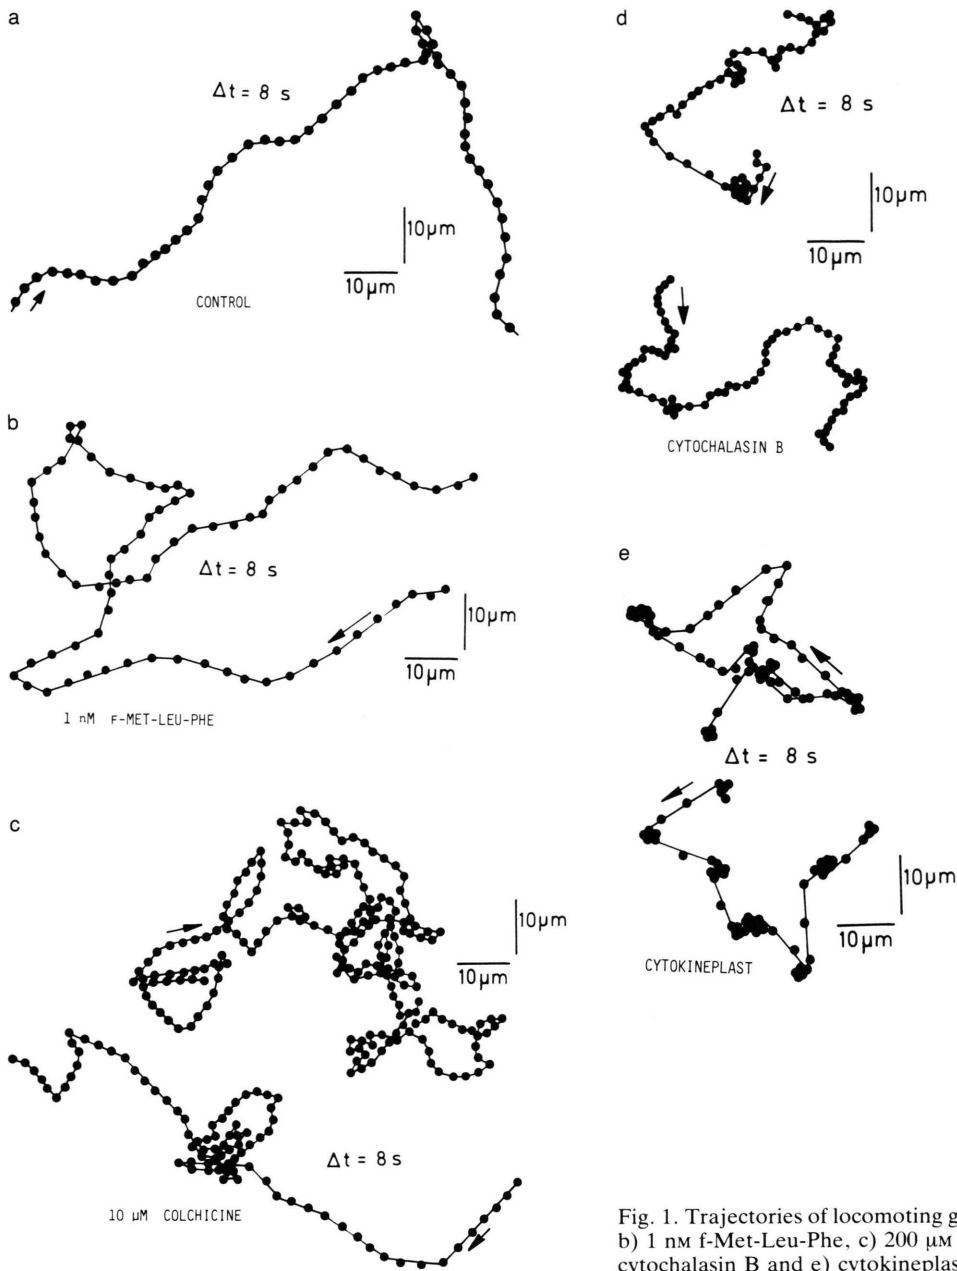 a
Δt = 8 s
10μm
10μm
CONTROL
b
Δt = 8 s
10μm
10μm
1 nM F-MET-LEU-PHE
c
10μm
10μm
Δt = 8s
10 μM COLCHICINE
d
Δt = 8 s
10μm
10μm
CYTOCHALASIN B
e
Δt = 8 s
10μm
10μm
CYTOKINEPLAST
Fig. 1. Trajectories of locomoting g
b) 1 nM f-Met-Leu-Phe, c) 200 μM
cytochalasin B and e) cytokineplas